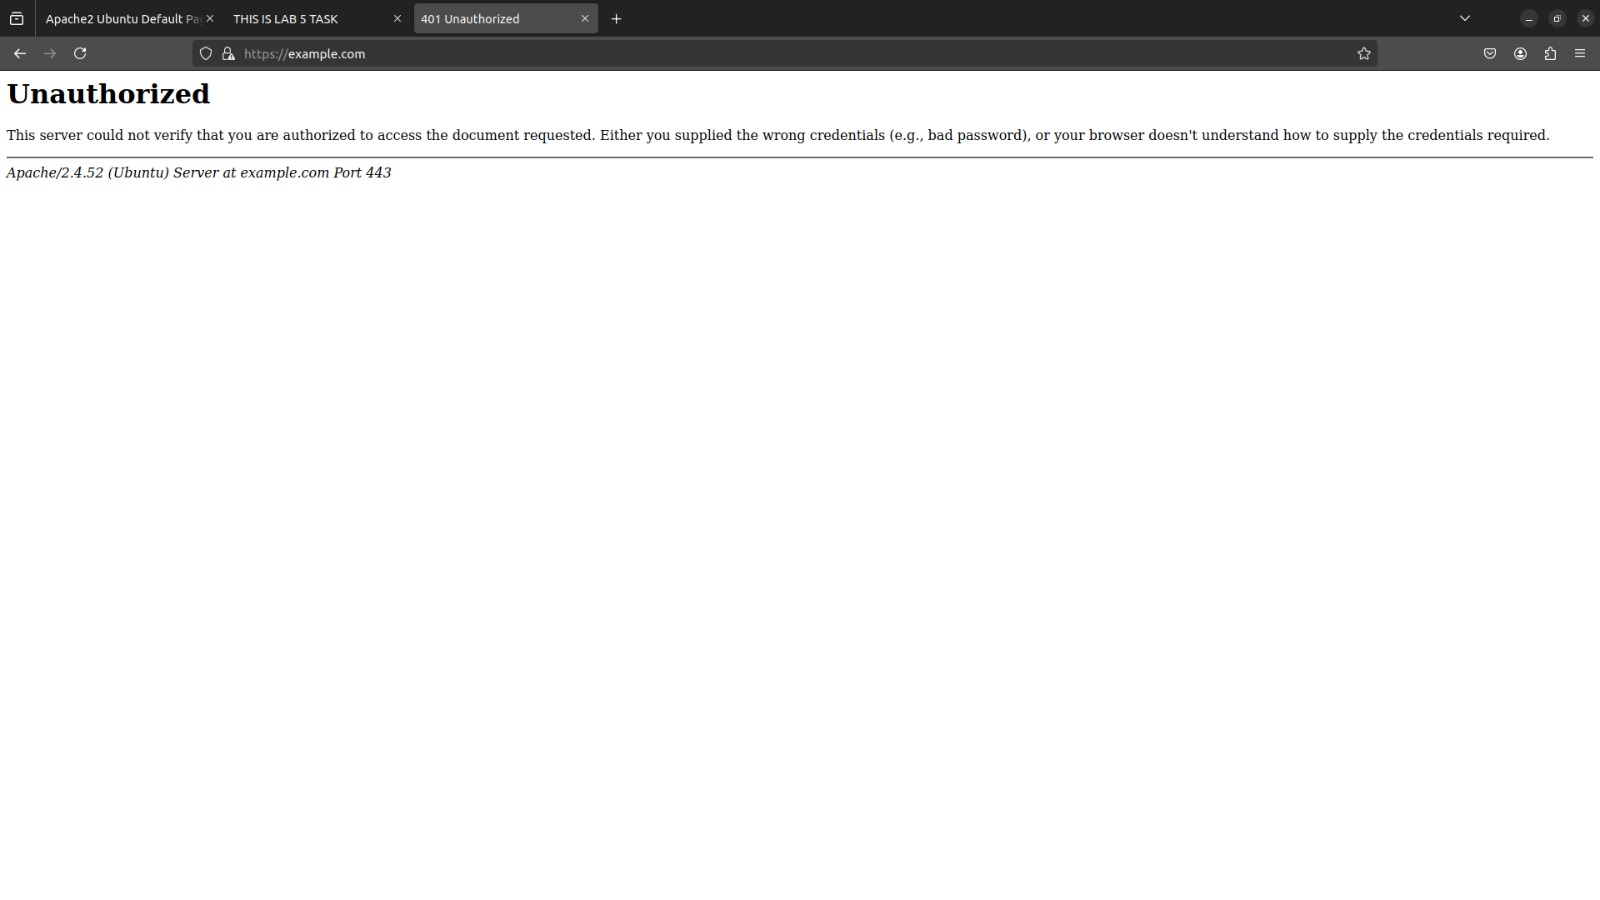 Apache2 Ubuntu Default Pa
THIS IS LAB 5 TASK
401 Unauthorized
https://example.com
Unauthorized
This server could not verify that you are authorized to access the document requested. Either you supplied the wrong credentials (e.g., bad password), or your browser doesn't understand how to supply the credentials required.
Apache/2.4.52 (Ubuntu) Server at example.com Port 443